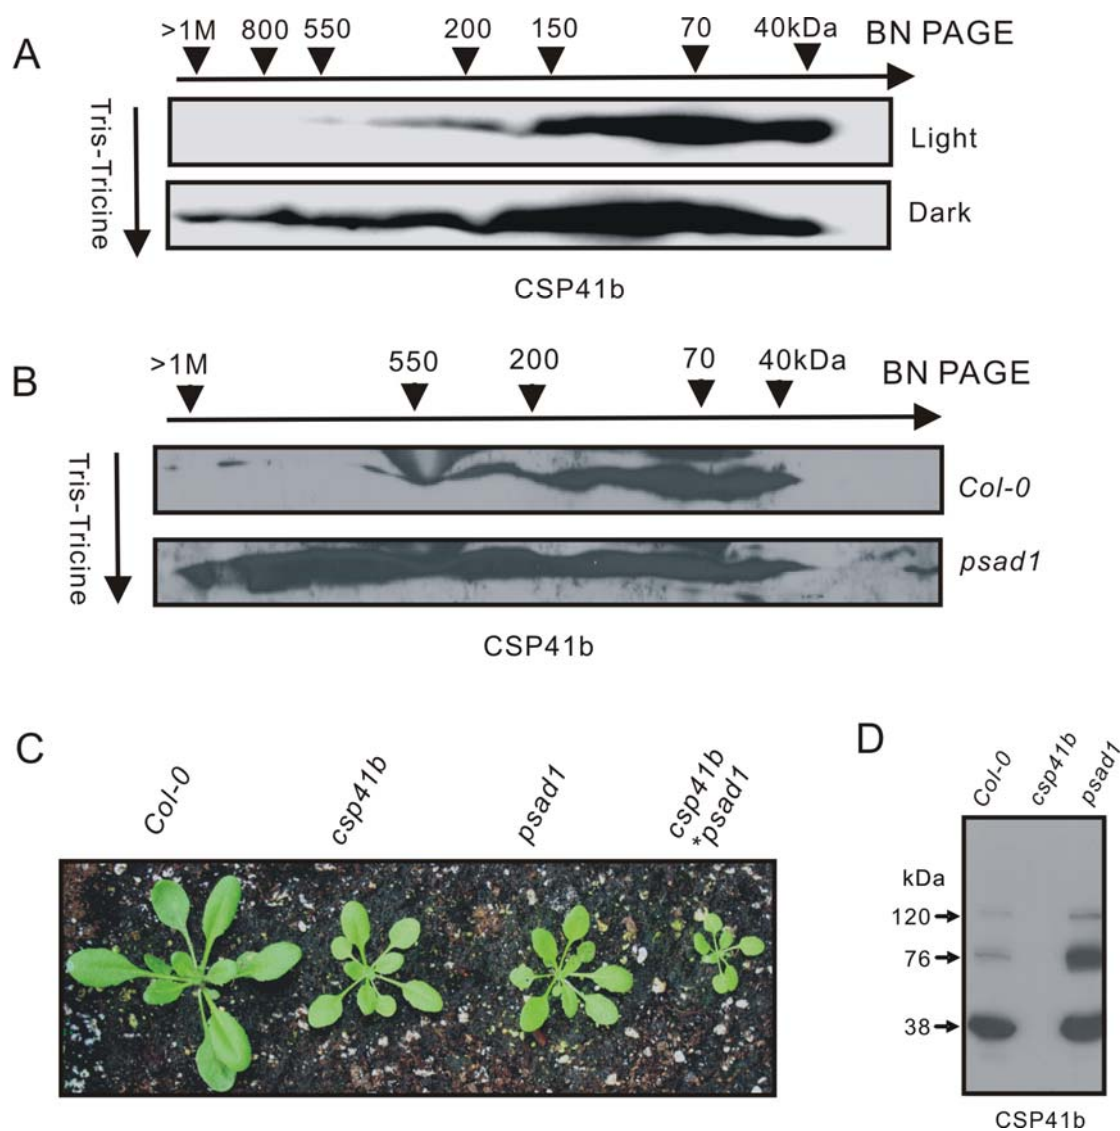 A
>1M 800 550 200 150 70 40kDa BN PAGE
Tris-Tricine
Light
Dark
CSP41b
B
>1M 550 200 70 40kDa BN PAGE
Tris-Tricine
Col-0
psad1
CSP41b
C
Col-0
csp41b
psad1
csp41b
*psad1
D
Col-0
csp41b
psad1
kDa
120
76
38
CSP41b